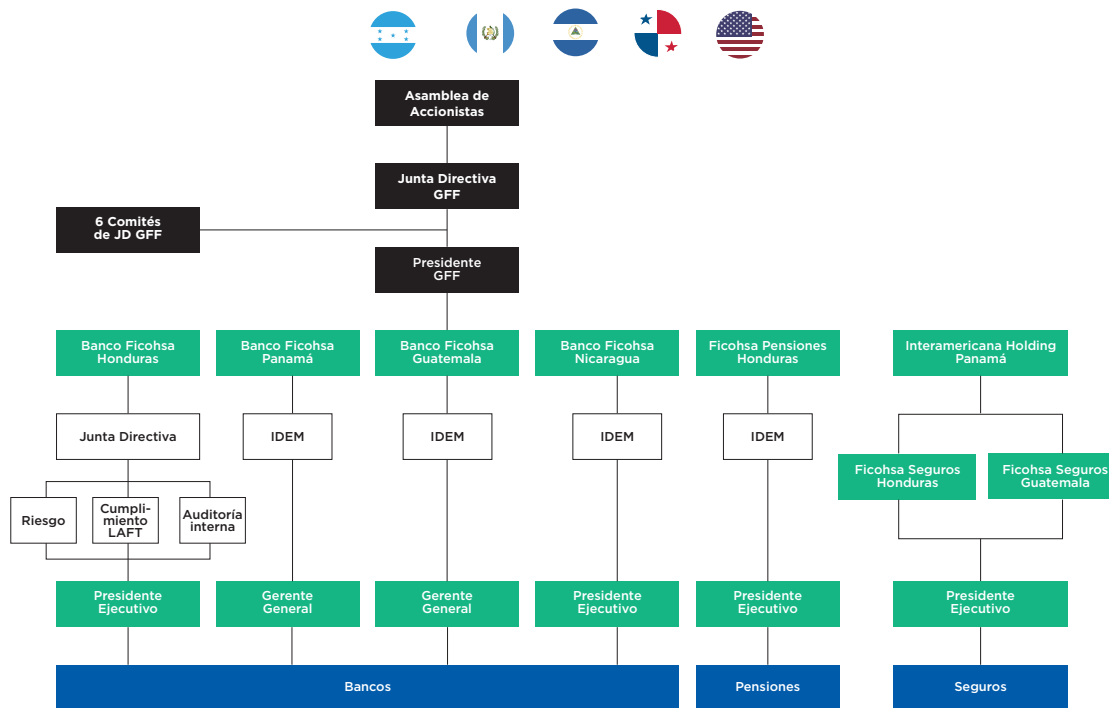 Asamblea de
Accionistas
Junta Directiva
GFF
6 Comités
de JD GFF
Presidente
GFF
Banco Ficohsa
Honduras
Banco Ficohsa
Panamá
Banco Ficohsa
Guatemala
Banco Ficohsa
Nicaragua
Ficohsa Pensiones
Honduras
Interamericana Holding
Panamá
Junta Directiva
IDEM
IDEM
IDEM
IDEM
Ficohsa Seguros
Honduras
Ficohsa Seguros
Guatemala
Riesgo
Cumpli-
miento
LAFT
Auditoría
interna
Presidente
Ejecutivo
Gerente
General
Gerente
General
Presidente
Ejecutivo
Presidente
Ejecutivo
Presidente
Ejecutivo
Bancos
Pensiones
Seguros